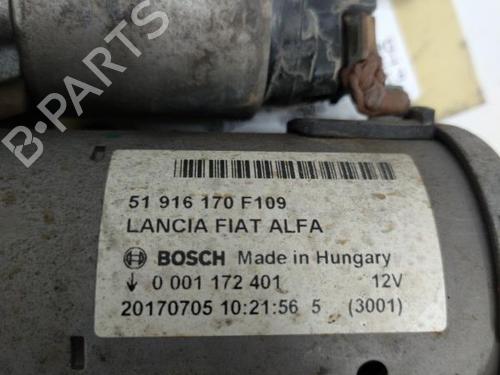 B-PARTS
51 916 170 F109
LANCIA FIAT ALFA
BOSCH Made in Hungary
0 001 172 401 12V
20170705 10:21:56 5 (3001)